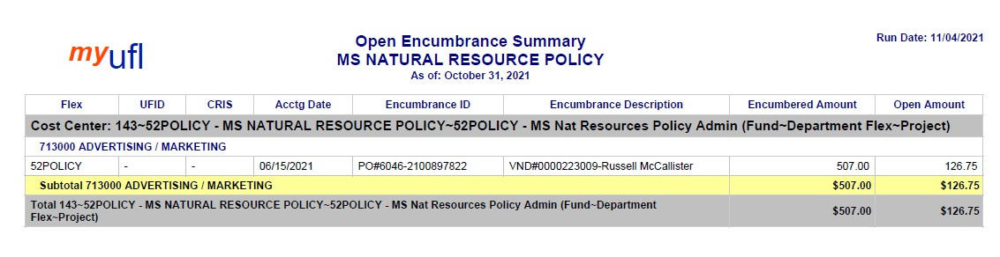 myufl
Open Encumbrance Summary
MS NATURAL RESOURCE POLICY
As of: October 31, 2021
Run Date: 11/04/2021
Flex UFID CRIS Acctg Date Encumbrance ID Encumbrance Description Encumbered Amount Open Amount
Cost Center: 143~52POLICY - MS NATURAL RESOURCE POLICY~52POLICY - MS Nat Resources Policy Admin (Fund~Department Flex~Project)
713000 ADVERTISING / MARKETING
52POLICY - - 06/15/2021 PO#6046-2100897822 VND#0000223009-Russell McCallister 507.00 126.75
Subtotal 713000 ADVERTISING / MARKETING $507.00 $126.75
Total 143~52POLICY - MS NATURAL RESOURCE POLICY~52POLICY - MS Nat Resources Policy Admin (Fund~Department
Flex~Project) $507.00 $126.75